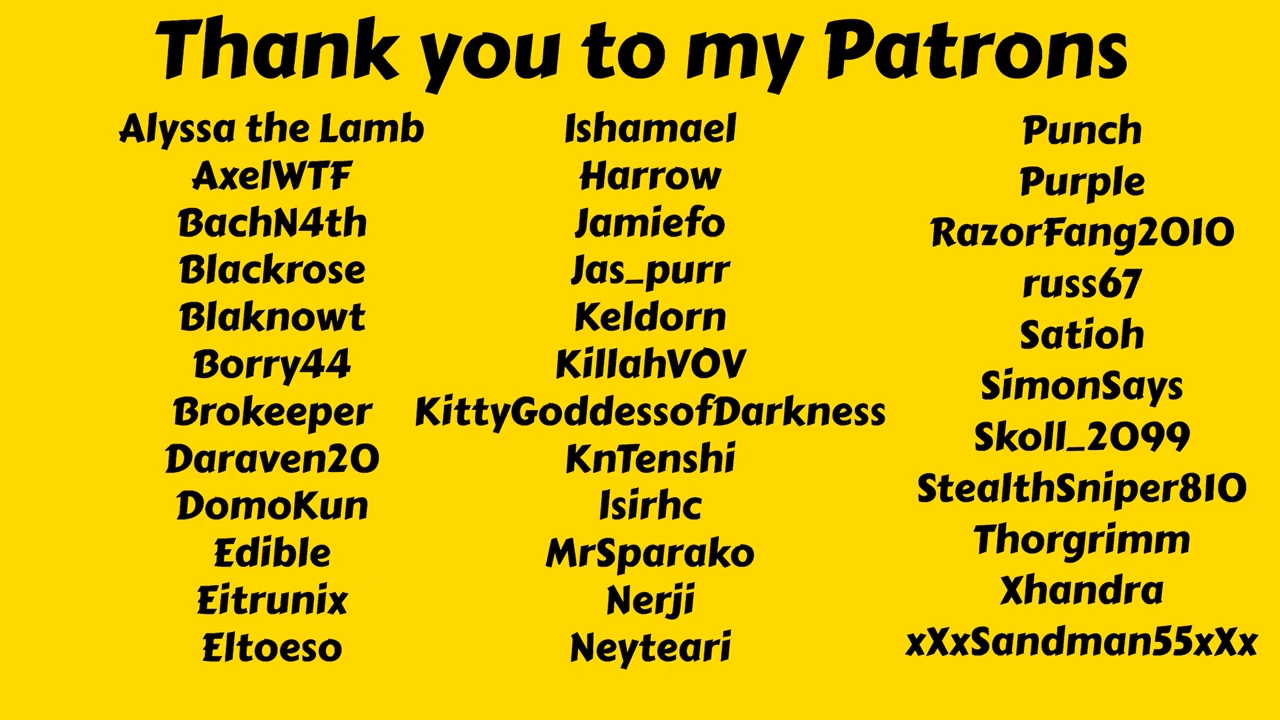 Thank you to my Patrons
Alyssa the Lamb
AxelWTF
BachN4th
Blackrose
Blaknowt
Borry44
Brokeeper
Daraven20
DomoKun
Edible
Eitrunix
Eltoeso
Ishamael
Harrow
Jamiefo
Jas_purr
Keldorn
KillahVOV
KittyGoddessofDarkness
KnTenshi
lsirhc
MrSparako
Nerji
Neyteari
Punch
Purple
RazorFang2010
russ67
Satioh
SimonSays
Skoll_2099
StealthSniper810
Thorgrimm
Xhandra
xXxSandman55xXx